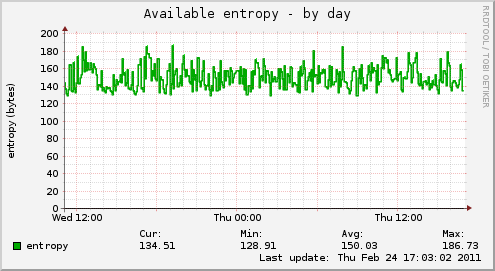 Available entropy - by day
RRDTOOL / TOBI OETIKER
entropy (bytes)
200
180
160
140
120
100
80
60
40
20
0
Wed 12:00 Thu 00:00 Thu 12:00
Cur: Min: Avg: Max:
entropy 134.51 128.91 150.03 186.73
Last update: Thu Feb 24 17:03:02 2011